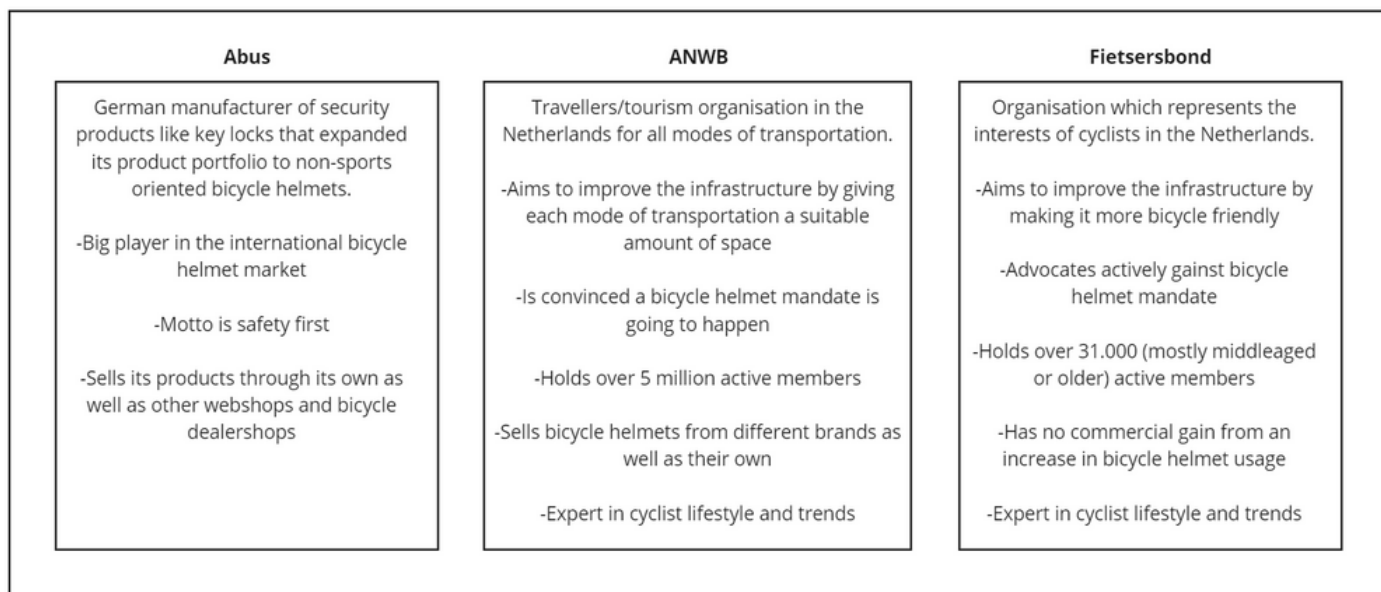 Abus
German manufacturer of security
products like key locks that expanded
its product portfolio to non-sports
oriented bicycle helmets.
-Big player in the international bicycle
helmet market
-Motto is safety first
-Sells its products through its own as
well as other webshops and bicycle
dealershops
ANWB
Travellers/tourism organisation in the
Netherlands for all modes of transportation.
-Aims to improve the infrastructure by giving
each mode of transportation a suitable
amount of space
-Is convinced a bicycle helmet mandate is
going to happen
-Holds over 5 million active members
-Sells bicycle helmets from different brands as
well as their own
-Expert in cyclist lifestyle and trends
Fietsersbond
Organisation which represents the
interests of cyclists in the Netherlands.
-Aims to improve the infrastructure by
making it more bicycle friendly
-Advocates actively gainst bicycle
helmet mandate
-Holds over 31.000 (mostly middleaged
or older) active members
-Has no commercial gain from an
increase in bicycle helmet usage
-Expert in cyclist lifestyle and trends